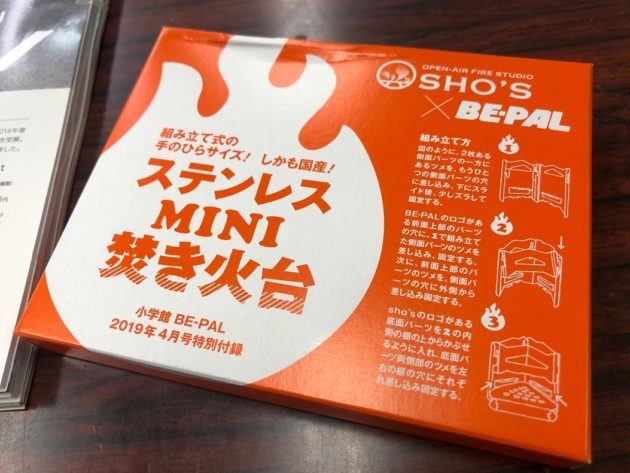 OPEN-AIR FIRE STUDIO
SHO'S
×BE-PAL
組み立て式の
手のひらサイズ! しかも国産!
ステンレス
MINI
焚き火台
小学館 BE-PAL
2019年4月号特別付録
組み立て方
1
図のように、2枚ある
側面パーツの一方に
あるツメを、もうひと
つの側面パーツの穴
に差し込み、下にスラ
イド後、少しズラして
固定する。
2
BE-PALのロゴがあ
る前面上部のパーツ
の穴に、1で組み立て
た側面パーツのツメを
差し込み、固定する。
次に、前面上部のパ
ーツのツメを、側面パ
ーツの穴に外側から
差し込み固定する。
3
sho'sのロゴがある
底面パーツを2の内
側の棚の上からかぶせ
るように入れ、底面パ
ーツ両側部のツメを左
右の棚の穴にそれぞ
れ差し込み固定する。
016年度
を受賞。
ました。